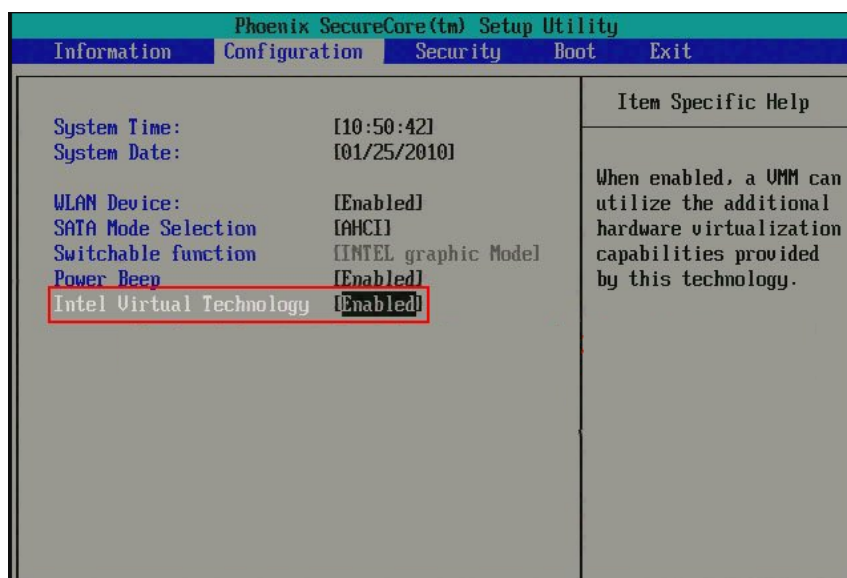 Phoenix SecureCore(tm) Setup Utility
Information Configuration Security Boot Exit
Item Specific Help
System Time: [10:50:42]
System Date: [01/25/2010]
WLAN Device: [Enabled]
SATA Mode Selection [AHCI]
Switchable function [INTEL graphic Mode]
Power Beep [Enabled]
Intel Virtual Technology [Enabled]
When enabled, a VMM can
utilize the additional
hardware virtualization
capabilities provided
by this technology.